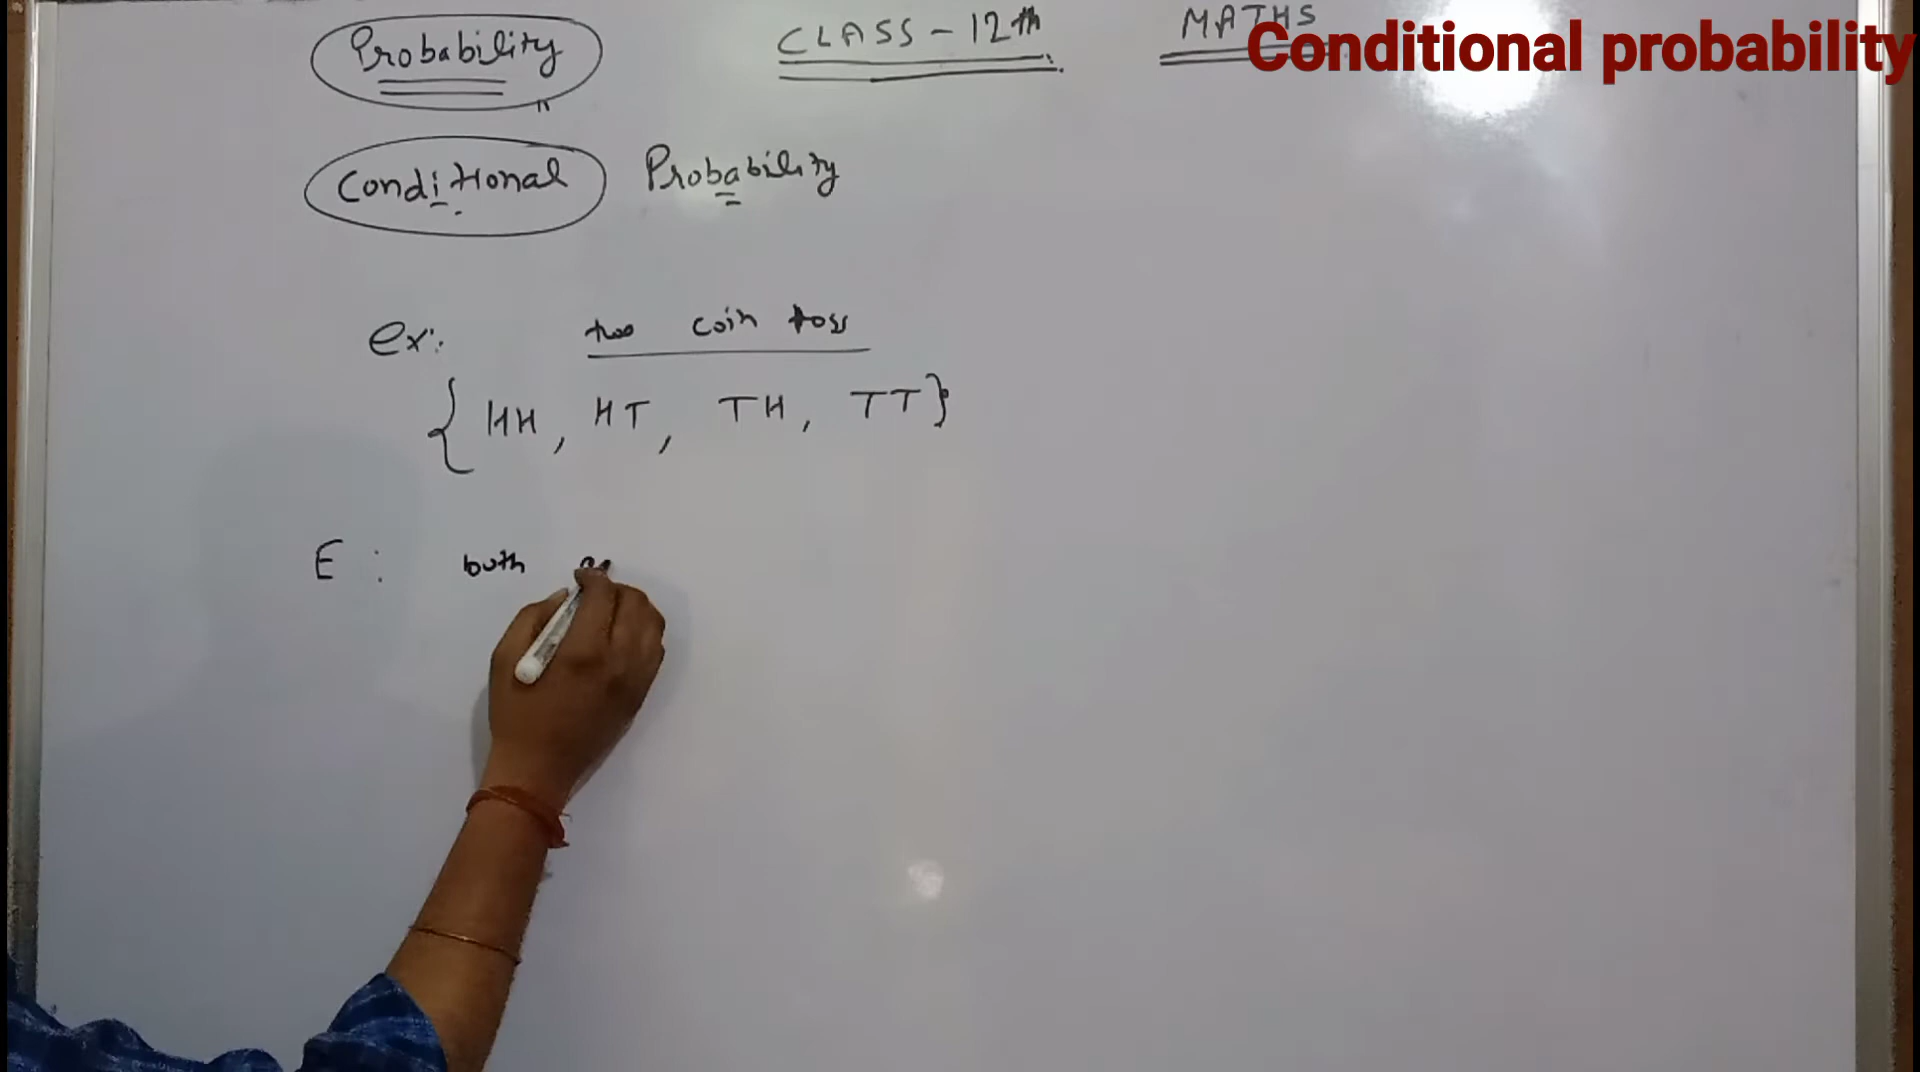 Probability CLASS - 12th MATHS
Conditional probability
Conditional Probability
ex: two coin toss
{ HH, HT, TH, TT }
E : both